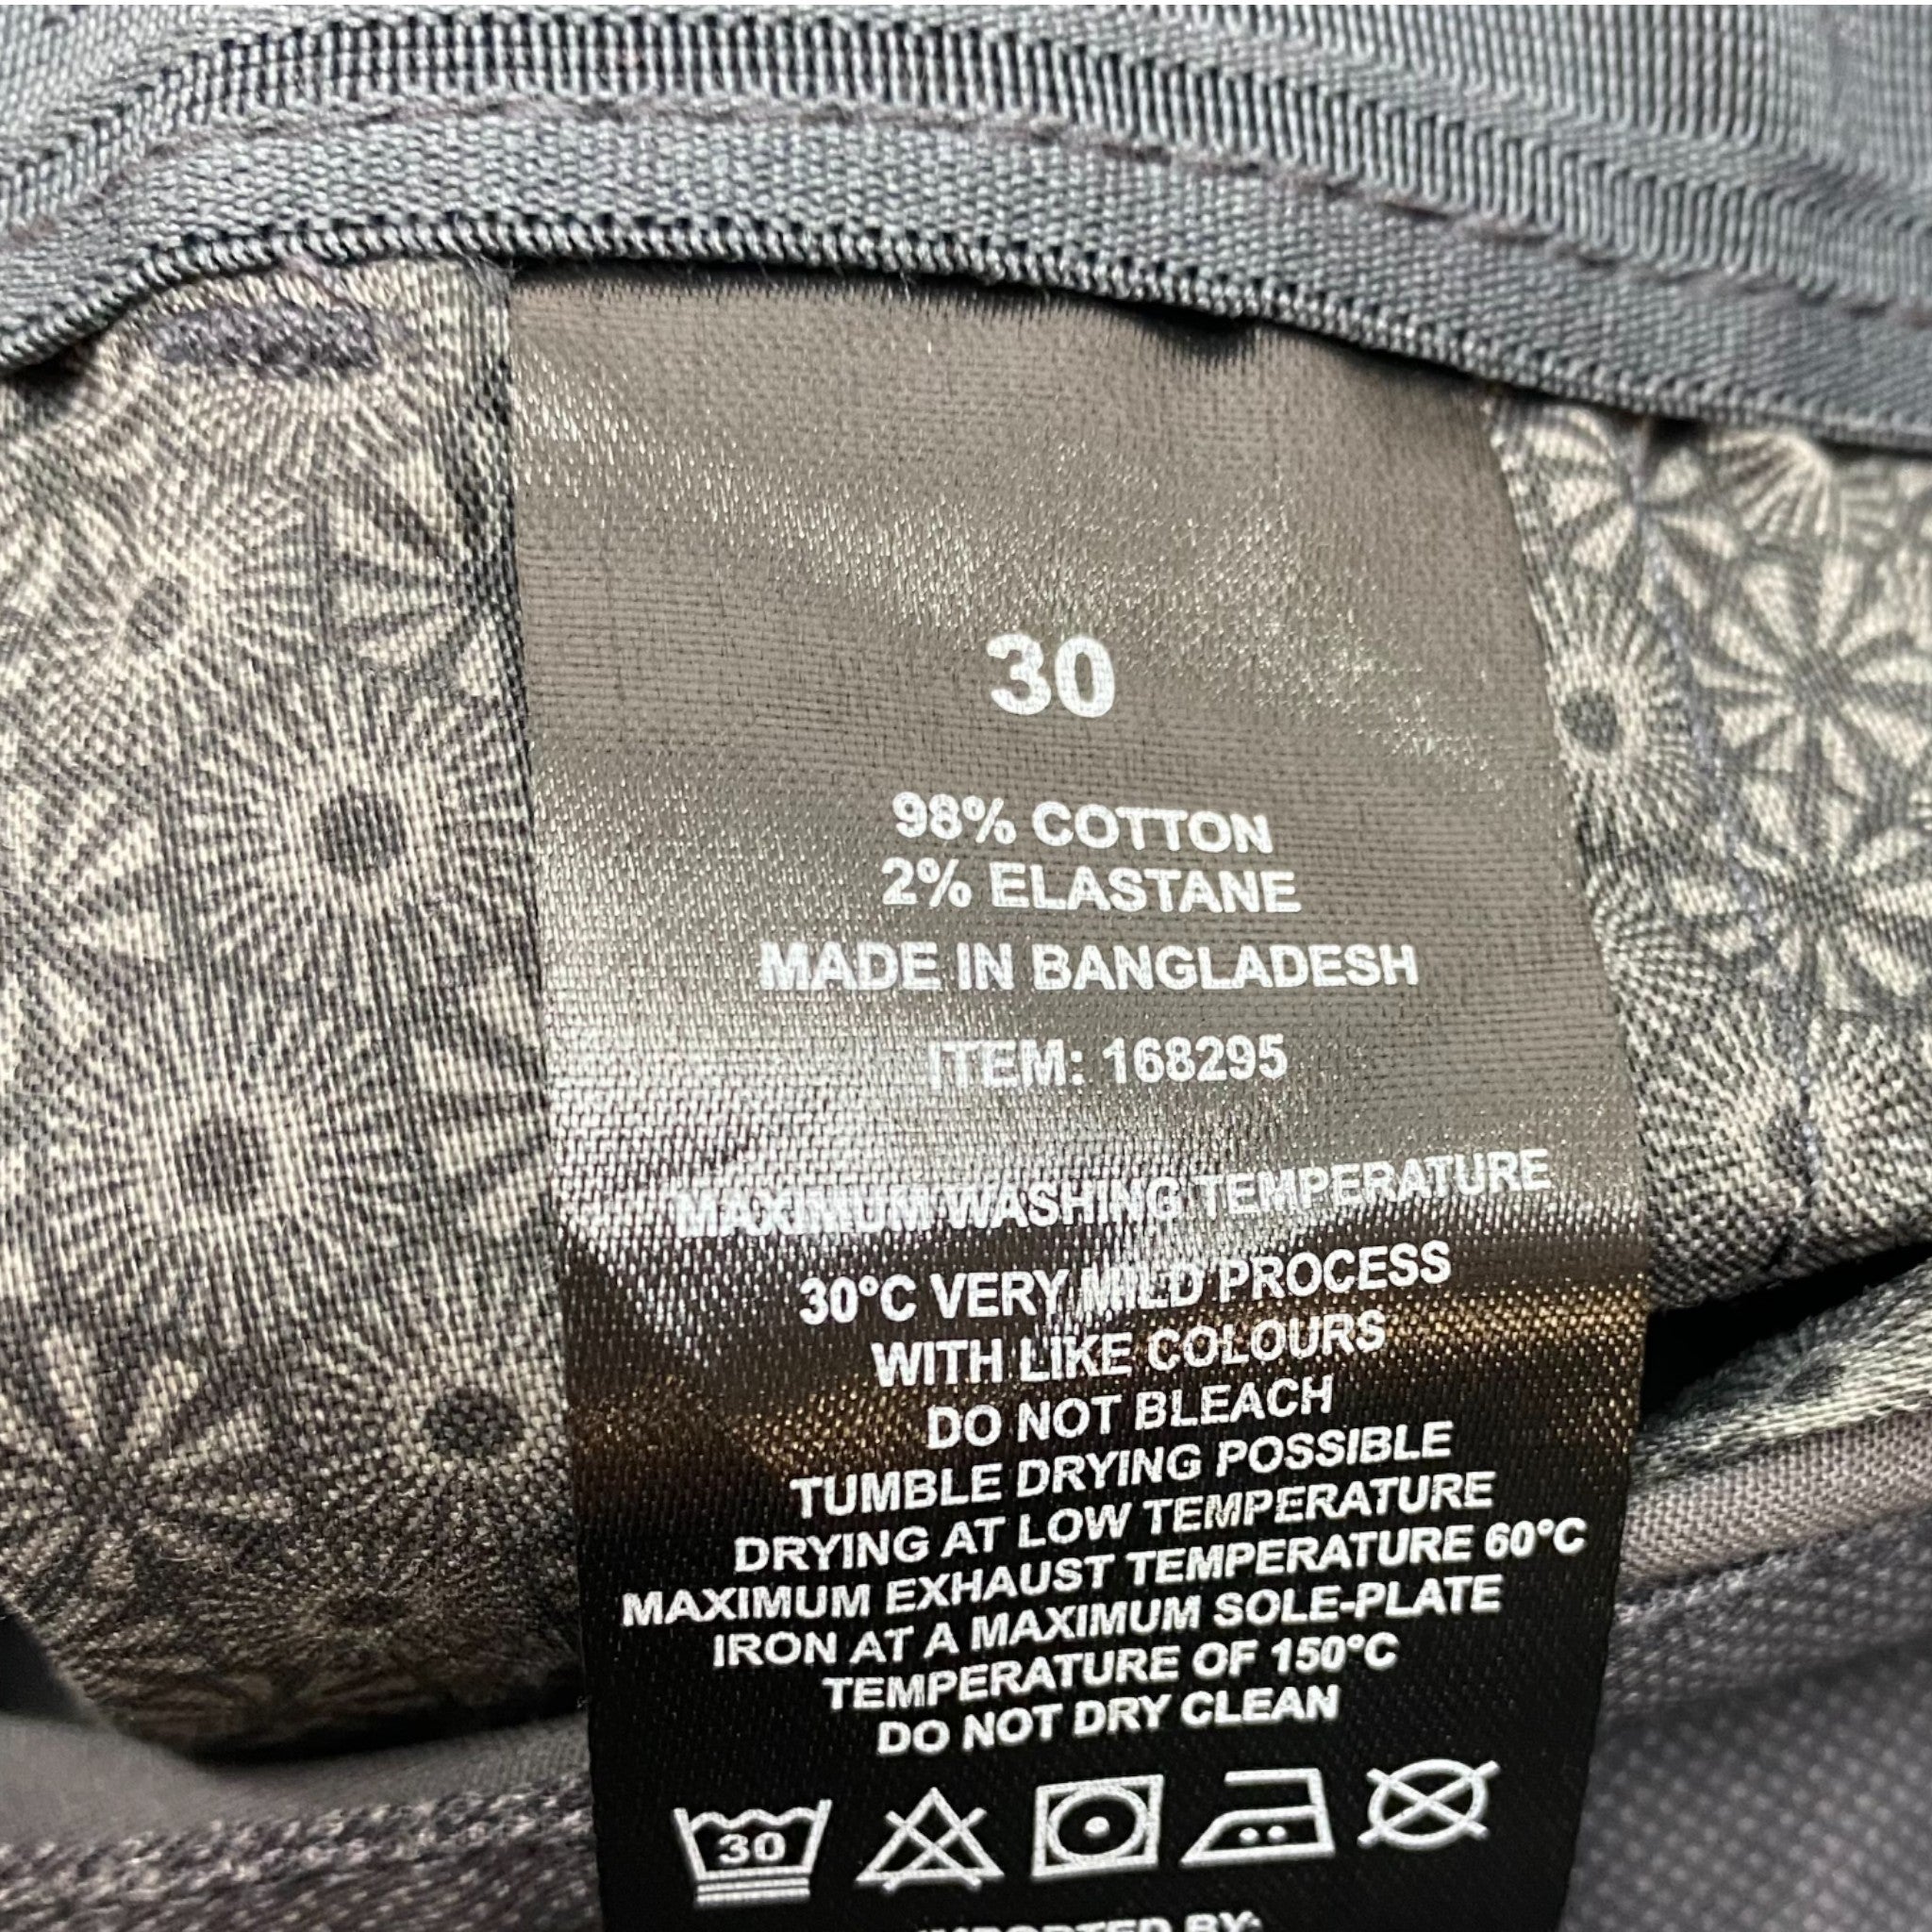 30
98% COTTON
2% ELASTANE
MADE IN BANGLADESH
ITEM: 168295
MAXIMUM WASHING TEMPERATURE
30°C VERY MILD PROCESS
WITH LIKE COLOURS
DO NOT BLEACH
TUMBLE DRYING POSSIBLE
DRYING AT LOW TEMPERATURE
MAXIMUM EXHAUST TEMPERATURE 60°C
IRON AT A MAXIMUM SOLE-PLATE
TEMPERATURE OF 150°C
DO NOT DRY CLEAN
30
IMPORTED BY: